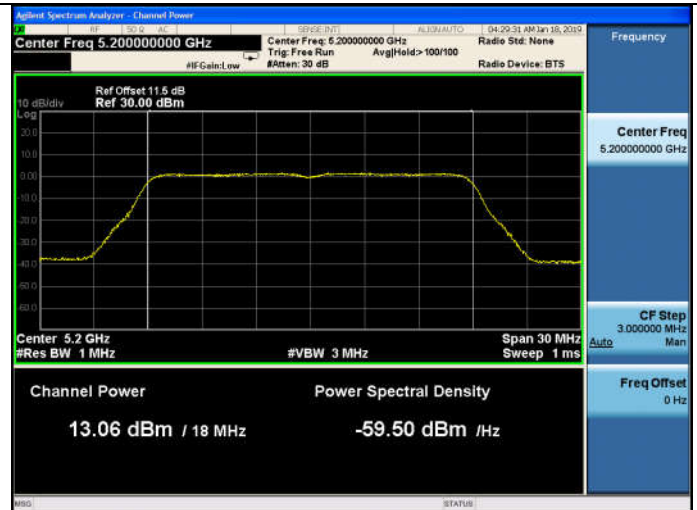 Agilent Spectrum Analyzer - Channel Power
RF 50 Ω AC SENSE:INT ALIGNAUTO 04:29:31 AM Jan 18, 2019
Center Freq 5.200000000 GHz Center Freq: 5.200000000 GHz Radio Std: None Frequency
Trig: Free Run Avg|Hold:> 100/100
#IFGain:Low #Atten: 30 dB Radio Device: BTS
Ref Offset 11.5 dB
10 dB/div Ref 30.00 dBm
Log
20.0
10.0
0.00
-10.0
-20.0
-30.0
-40.0
-50.0
-60.0
Center Freq
5.200000000 GHz
CF Step
3.000000 MHz
Auto Man
Center 5.2 GHz Span 30 MHz
#Res BW 1 MHz #VBW 3 MHz Sweep 1 ms
Freq Offset
0 Hz
Channel Power Power Spectral Density
13.06 dBm / 18 MHz -59.50 dBm /Hz
MSG STATUS